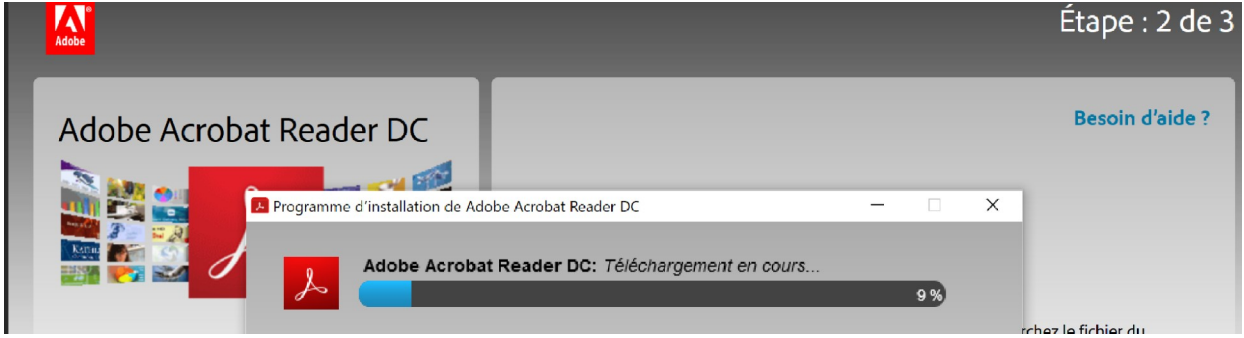 Adobe
Étape : 2 de 3
Adobe Acrobat Reader DC
Besoin d'aide ?
Programme d'installation de Adobe Acrobat Reader DC
Adobe Acrobat Reader DC: Téléchargement en cours...
9 %
le fichier du